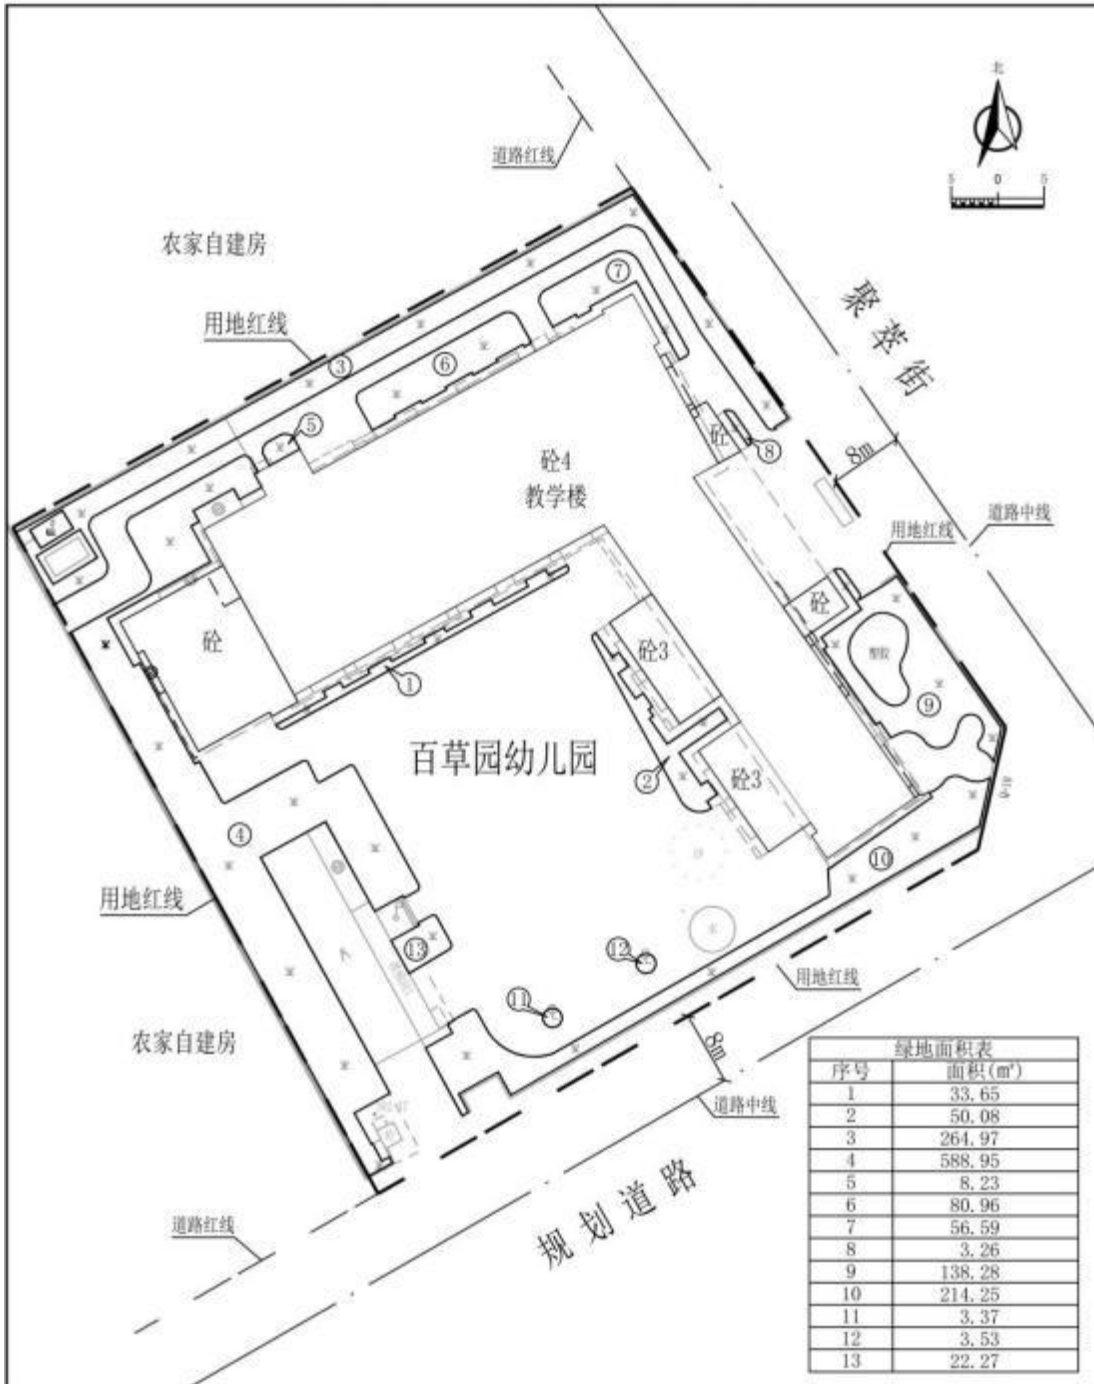 北
5 0 5
道路红线
农家自建房
聚萃街
用地红线
⑦
③
⑥
⑤
砼
⑧
8m
砼4
教学楼
道路中线
用地红线
砼
砼
砼3
塑胶
⑨
①
百草园幼儿园
②
砼3
④
⑩
用地红线
⑬
⑫
用地红线
⑪
农家自建房
8m
道路中线
规划道路
道路红线
绿地面积表
序号 面积(㎡)
1 33.65
2 50.08
3 264.97
4 588.95
5 8.23
6 80.96
7 56.59
8 3.26
9 138.28
10 214.25
11 3.37
12 3.53
13 22.27